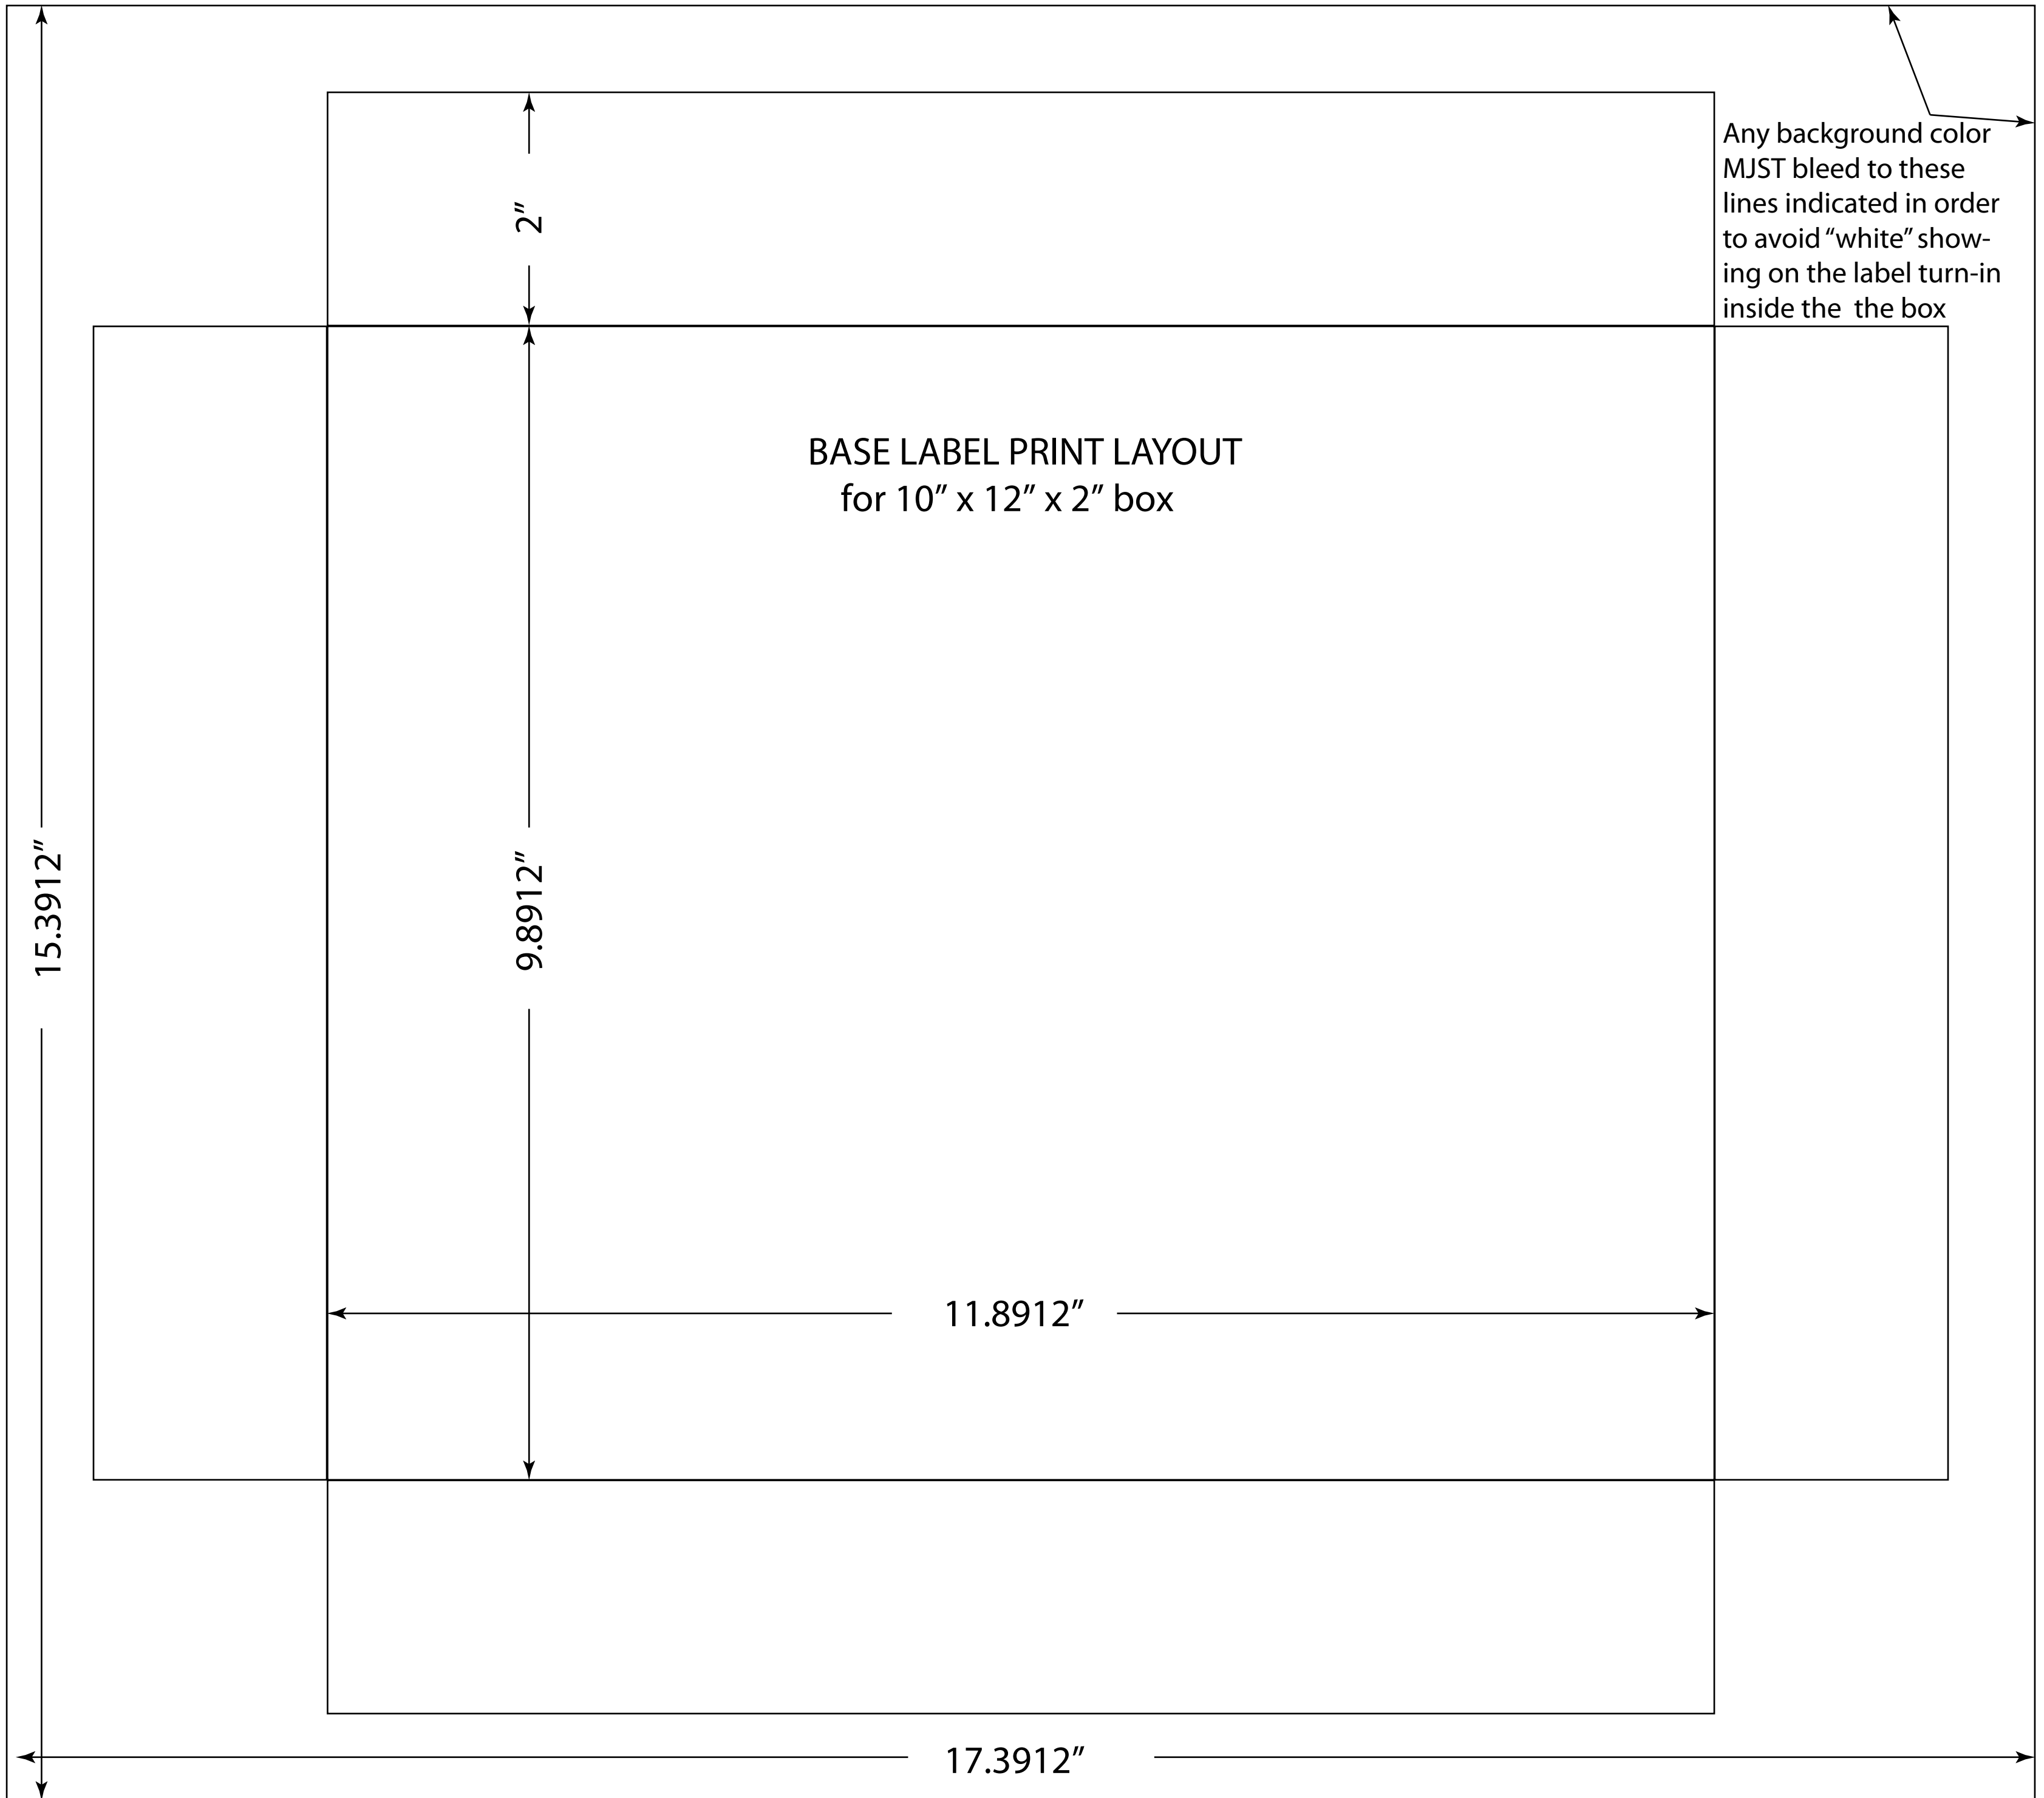 Any background color
MJST bleed to these
lines indicated in order
to avoid “white” show-
ing on the label turn-in
inside the  the box
2”
BASE LABEL PRINT LAYOUT
for 10” x 12” x 2” box
15.3912”
9.8912”
11.8912”
17.3912”